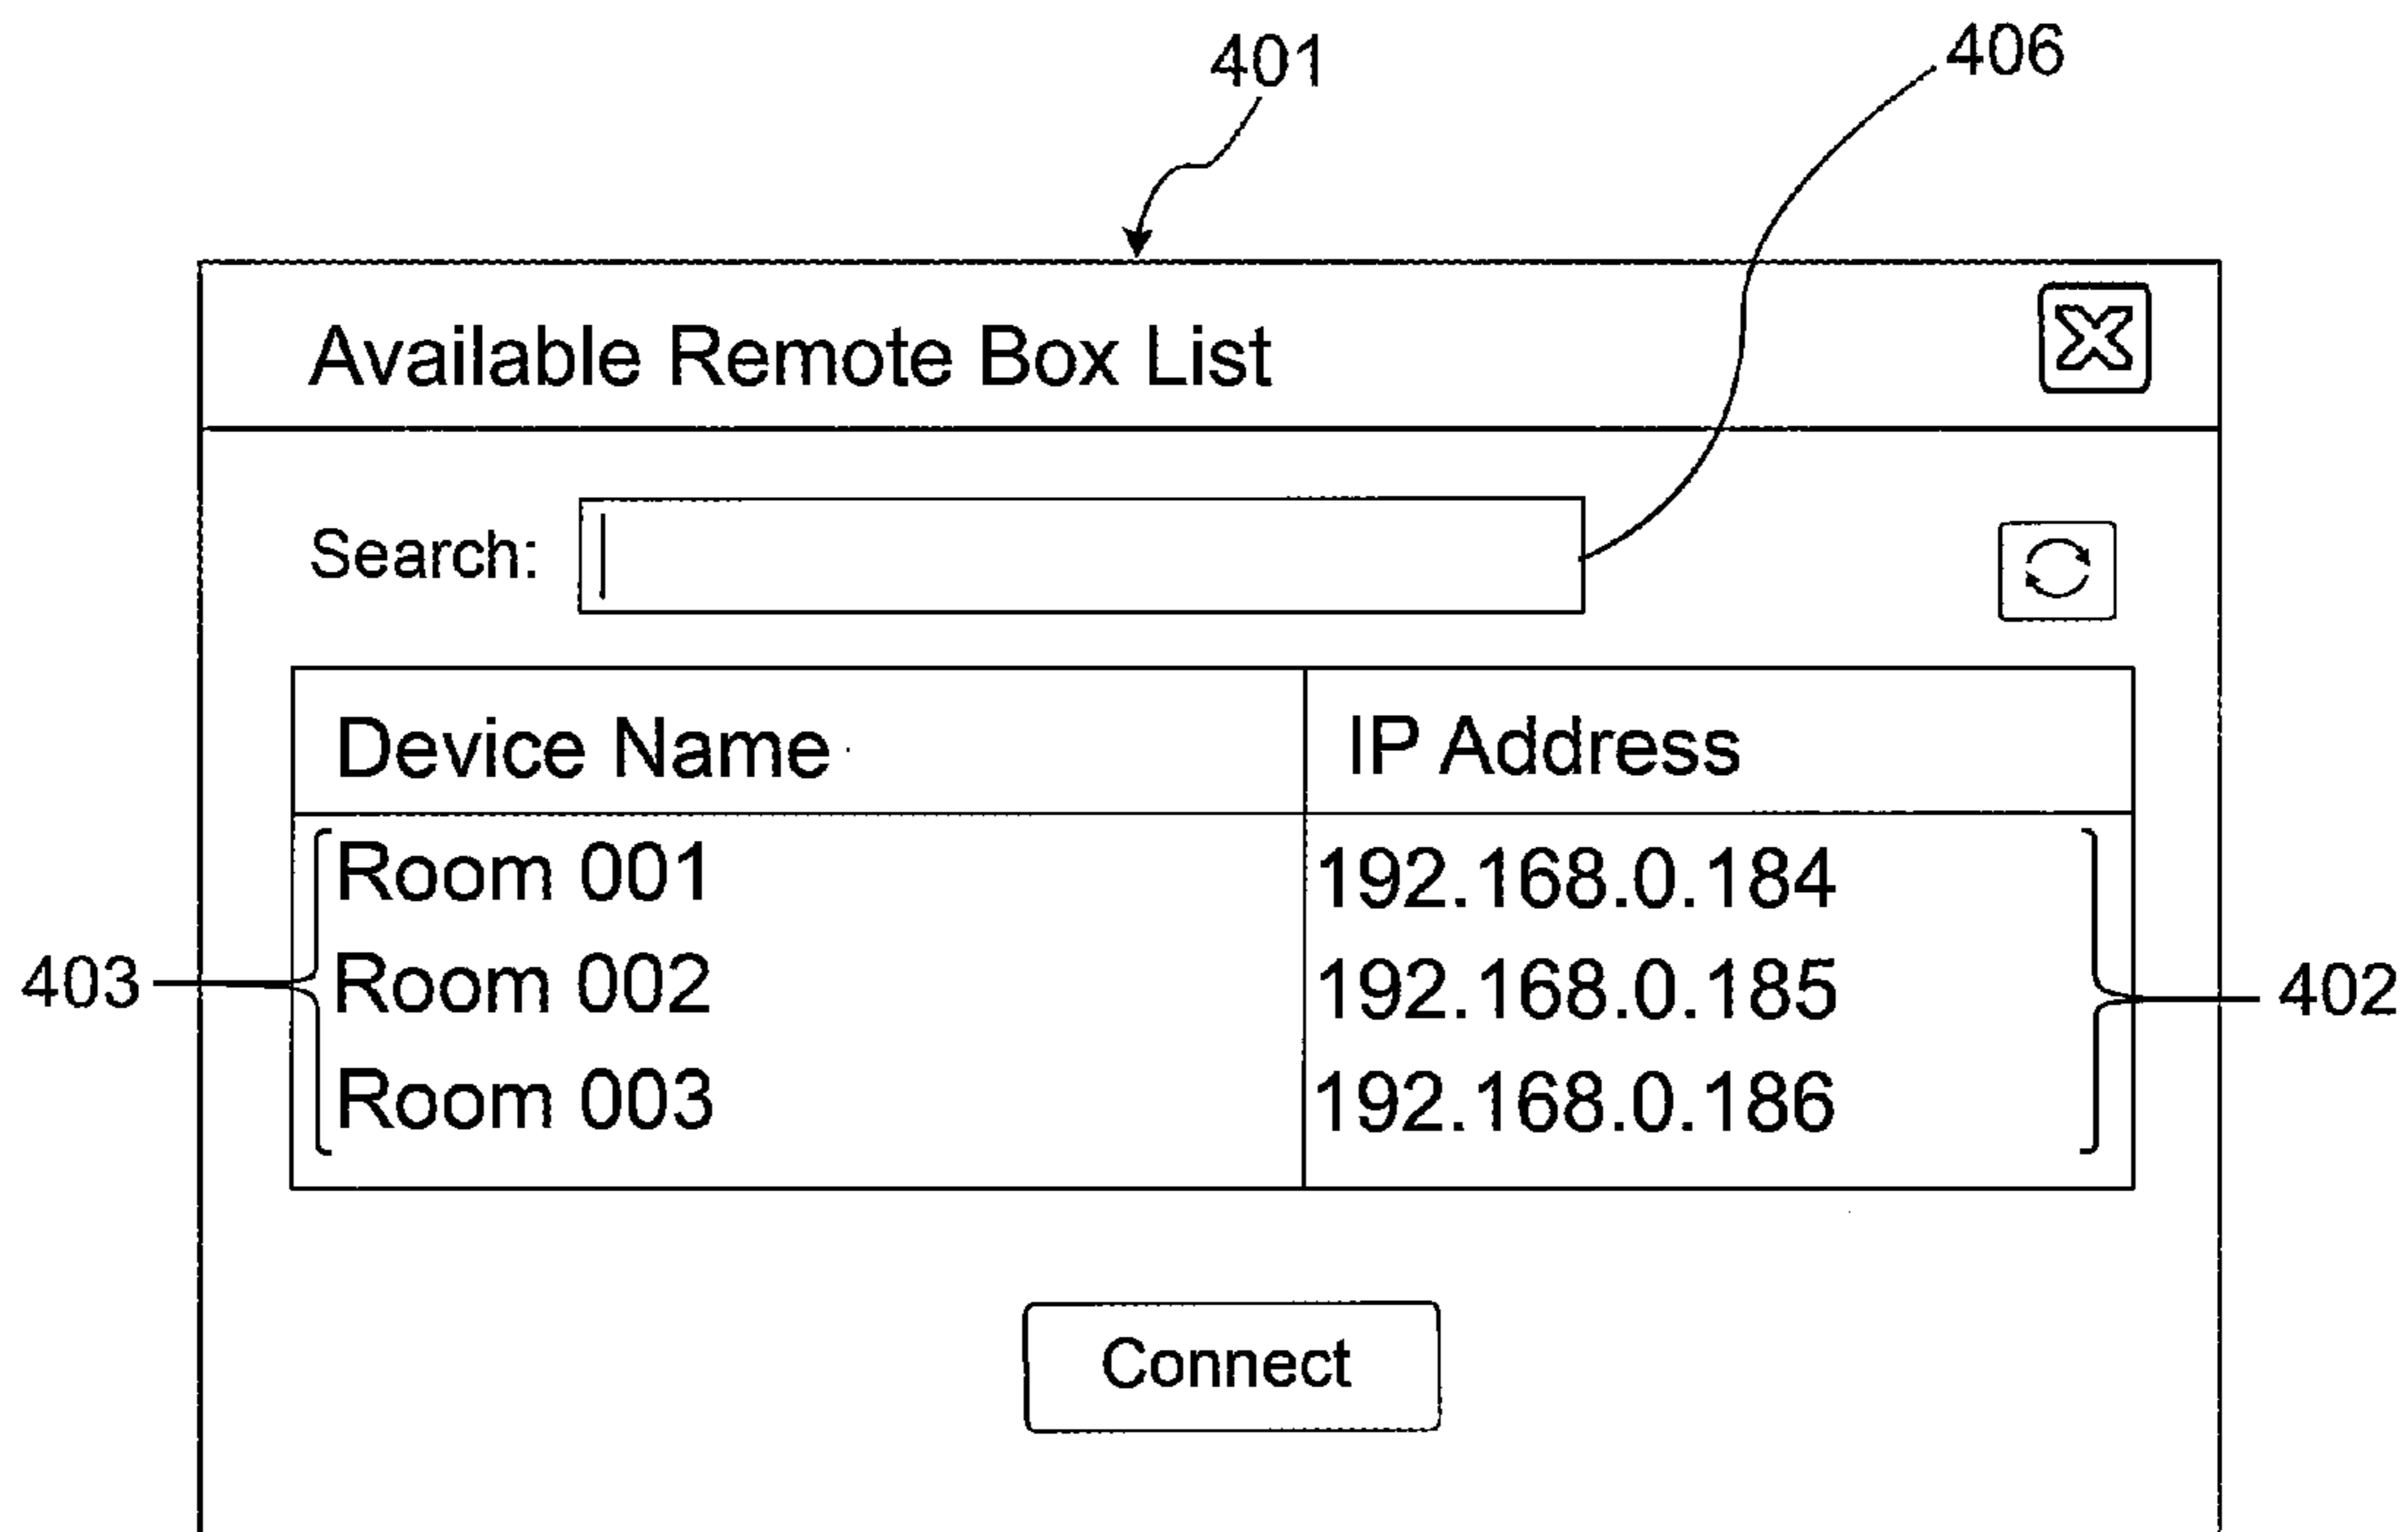 401
406
Available Remote Box List
Search:
Device Name IP Address
Room 001 192.168.0.184
403 Room 002 192.168.0.185 402
Room 003 192.168.0.186
Connect